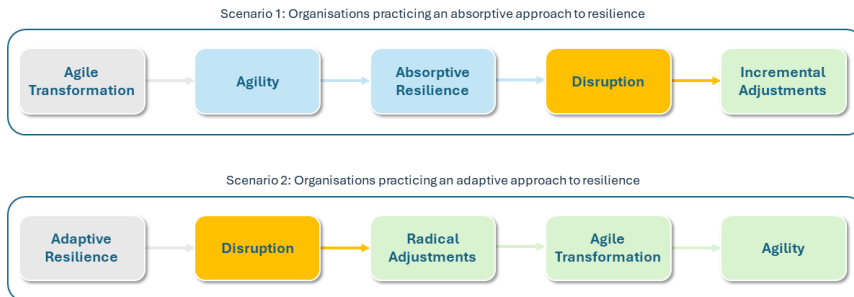 Scenario 1: Organisations practicing an absorptive approach to resilience
Agile
Transformation
Agility
Absorptive
Resilience
Disruption
Incremental
Adjustments
Scenario 2: Organisations practicing an adaptive approach to resilience
Adaptive
Resilience
Disruption
Radical
Adjustments
Agile
Transformation
Agility